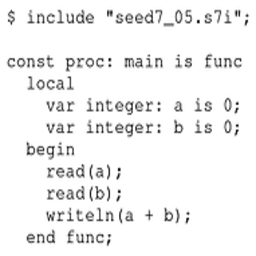 $ include "seed7_05.s7i";
const proc: main is func
local
var integer: a is 0;
var integer: b is 0;
begin
read(a);
read(b);
writeln(a + b);
end func;